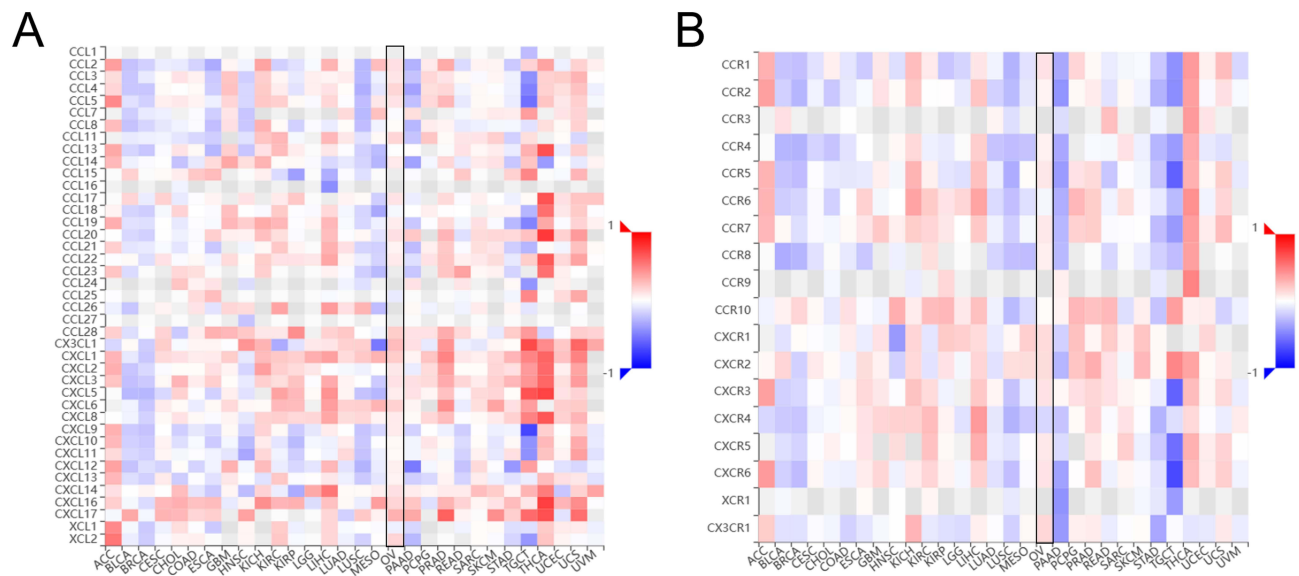 A
CCL1
CCL2
CCL3
CCL4
CCL5
CCL7
CCL8
CCL11
CCL13
CCL14
CCL15
CCL16
CCL17
CCL18
CCL19
CCL20
CCL21
CCL22
CCL23
CCL24
CCL25
CCL26
CCL27
CCL28
CX3CL1
CXCL1
CXCL2
CXCL3
CXCL5
CXCL6
CXCL8
CXCL9
CXCL10
CXCL11
CXCL12
CXCL13
CXCL14
CXCL16
CXCL17
XCL1
XCL2
ACC BLCA BRCA CESC CHOL COAD ESCA GBM HNSC KICH KIRC KIRP LGG LIHC LUAD LUSC MESO OV PAAD PCPG PRAD READ SARC SKCM STAD TGCT THCA UCEC UCS UVM
1
-1
B
CCR1
CCR2
CCR3
CCR4
CCR5
CCR6
CCR7
CCR8
CCR9
CCR10
CXCR1
CXCR2
CXCR3
CXCR4
CXCR5
CXCR6
XCR1
CX3CR1
ACC BLCA BRCA CESC CHOL COAD ESCA GBM HNSC KICH KIRC KIRP LGG LIHC LUAD LUSC MESO OV PAAD PCPG PRAD READ SARC SKCM STAD TGCT THCA UCEC UCS UVM
1
-1